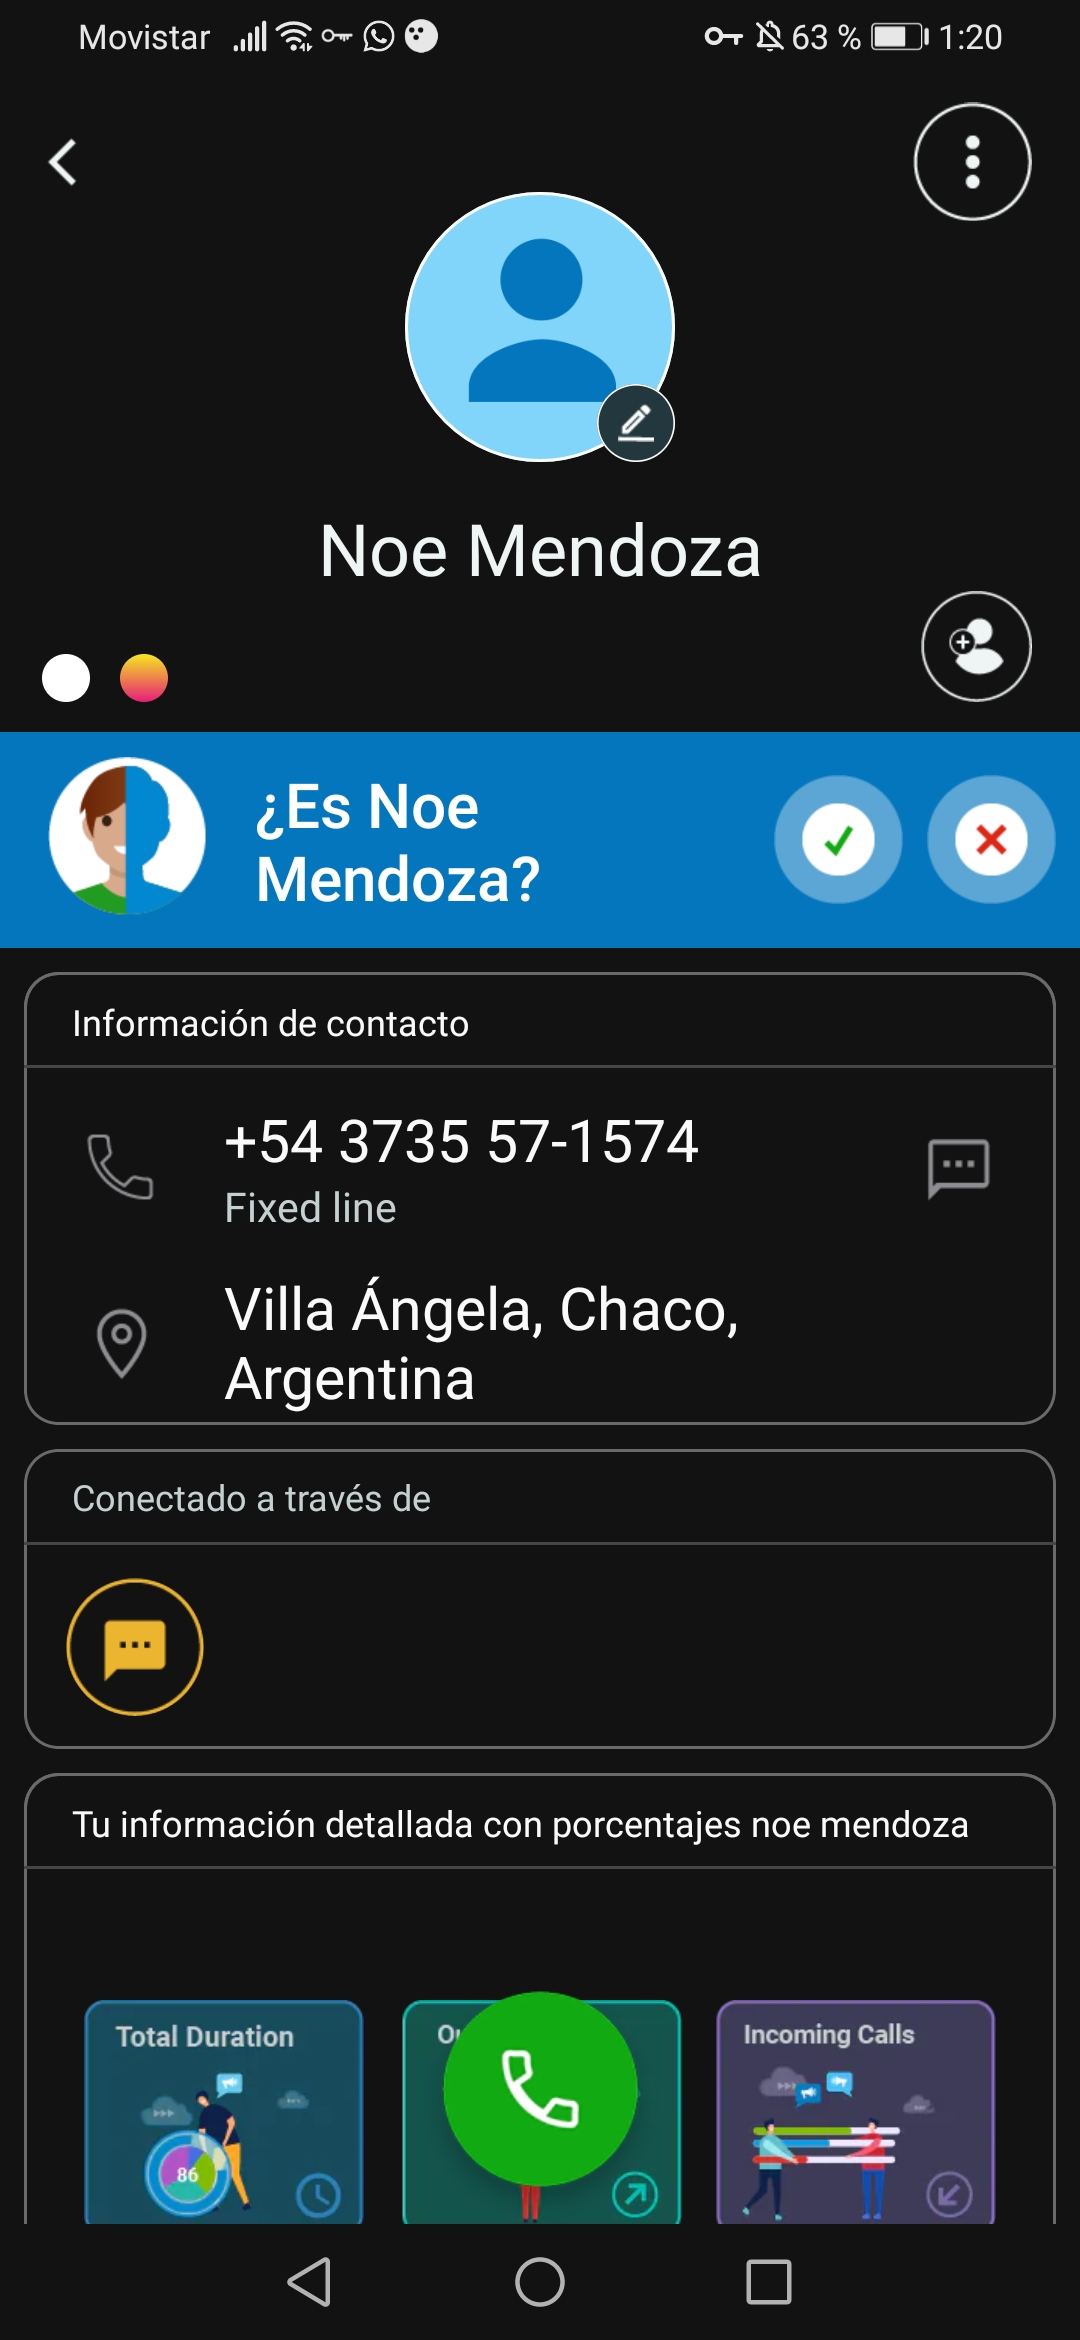 Movistar 63 % 1:20
Noe Mendoza
¿Es Noe
Mendoza?
Información de contacto
+54 3735 57-1574
Fixed line
Villa Ángela, Chaco,
Argentina
Conectado a través de
Tu información detallada con porcentajes noe mendoza
Total Duration
Incoming Calls
86